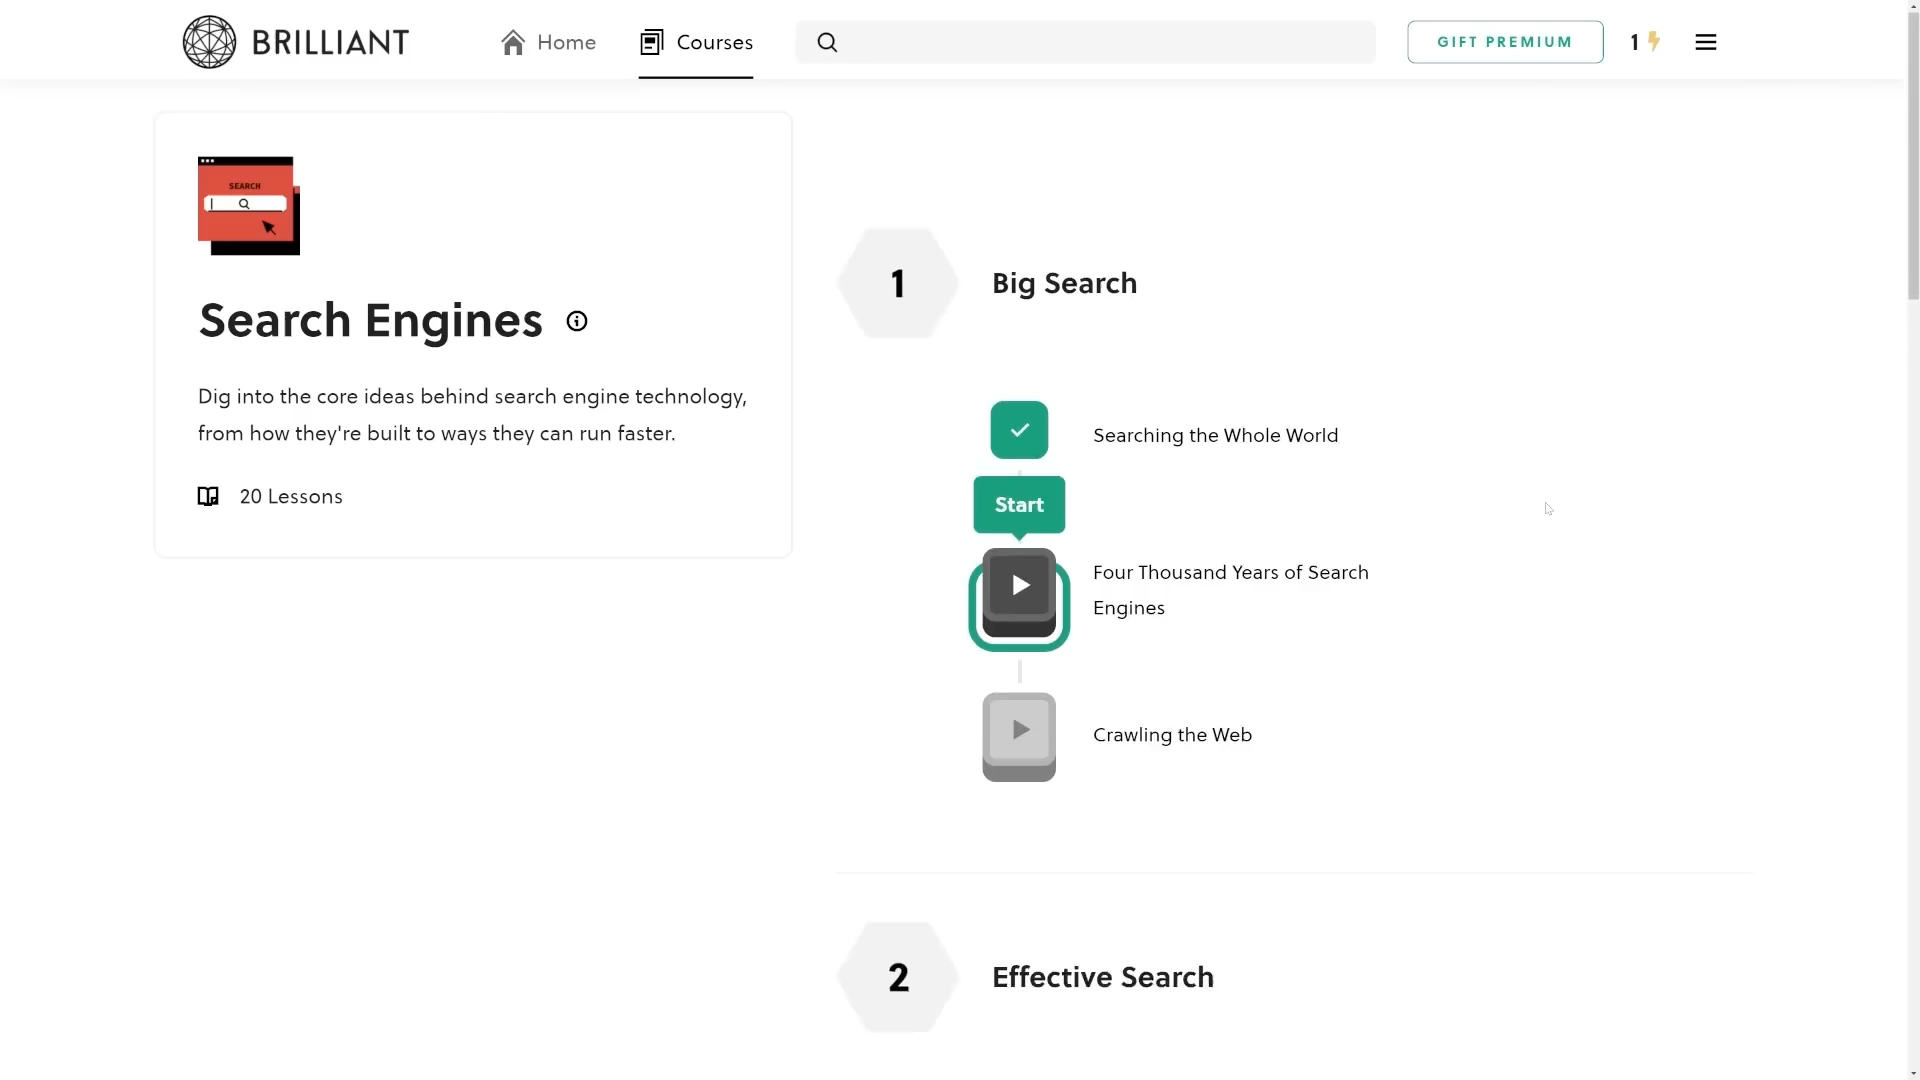 BRILLIANT
Home
Courses
GIFT PREMIUM
1
SEARCH
Search Engines
Dig into the core ideas behind search engine technology,
from how they're built to ways they can run faster.
20 Lessons
1
Big Search
Searching the Whole World
Start
Four Thousand Years of Search
Engines
Crawling the Web
2
Effective Search